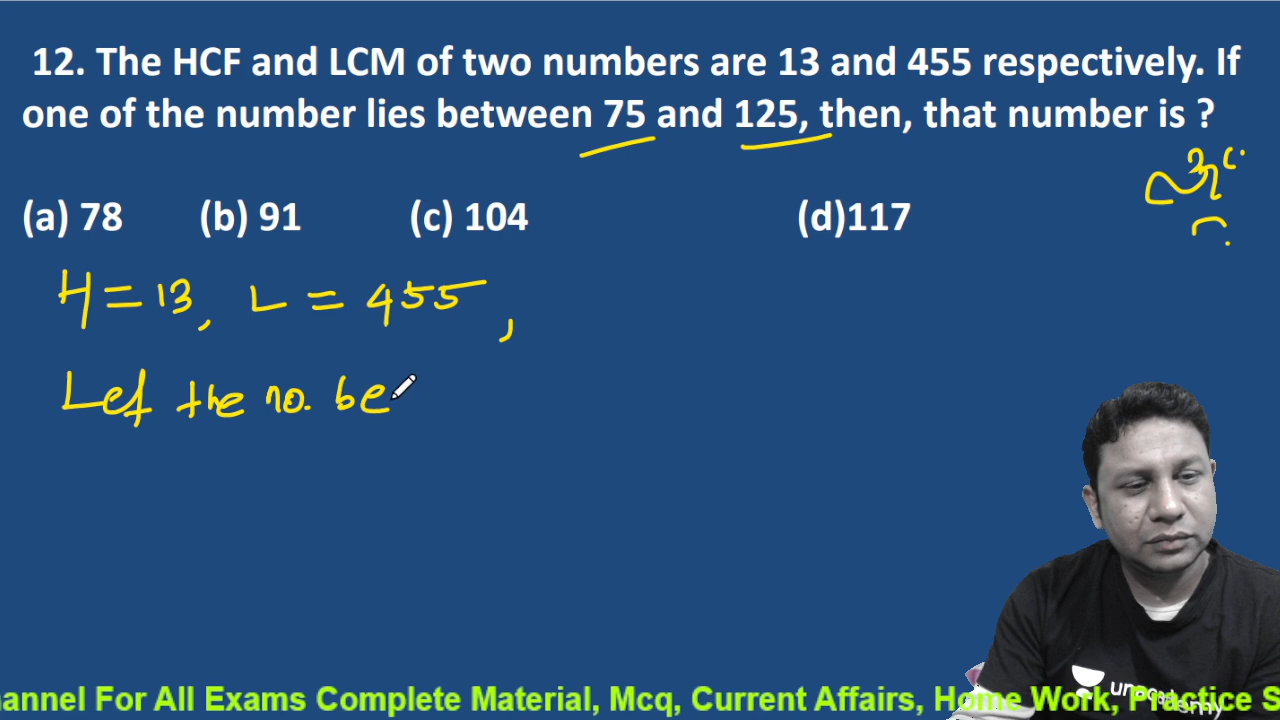 12. The HCF and LCM of two numbers are 13 and 455 respectively. If
one of the number lies between 75 and 125, then, that number is ?
(a) 78 (b) 91 (c) 104 (d)117
H = 13, L = 455,
Let the no. be
hannel For All Exams Complete Material, Mcq, Current Affairs, Home Work, Practice S